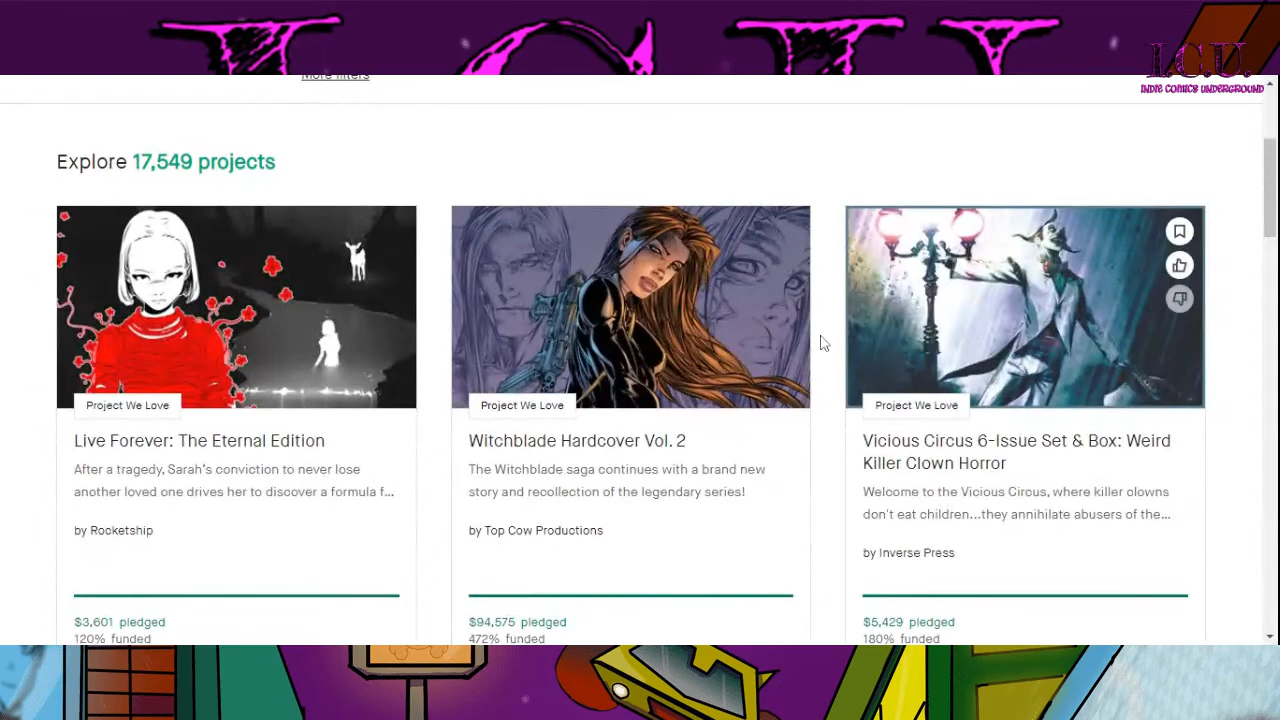 I.C.U.
I.C.U.
INDIE COMICS UNDERGROUND
More filters
Explore 17,549 projects
Project We Love
Live Forever: The Eternal Edition
After a tragedy, Sarah's conviction to never lose
another loved one drives her to discover a formula f...
by Rocketship
$3,601 pledged
120% funded
Project We Love
Witchblade Hardcover Vol. 2
The Witchblade saga continues with a brand new
story and recollection of the legendary series!
by Top Cow Productions
$94,575 pledged
472% funded
Project We Love
Vicious Circus 6-Issue Set & Box: Weird
Killer Clown Horror
Welcome to the Vicious Circus, where killer clowns
don't eat children...they annihilate abusers of the...
by Inverse Press
$5,429 pledged
180% funded